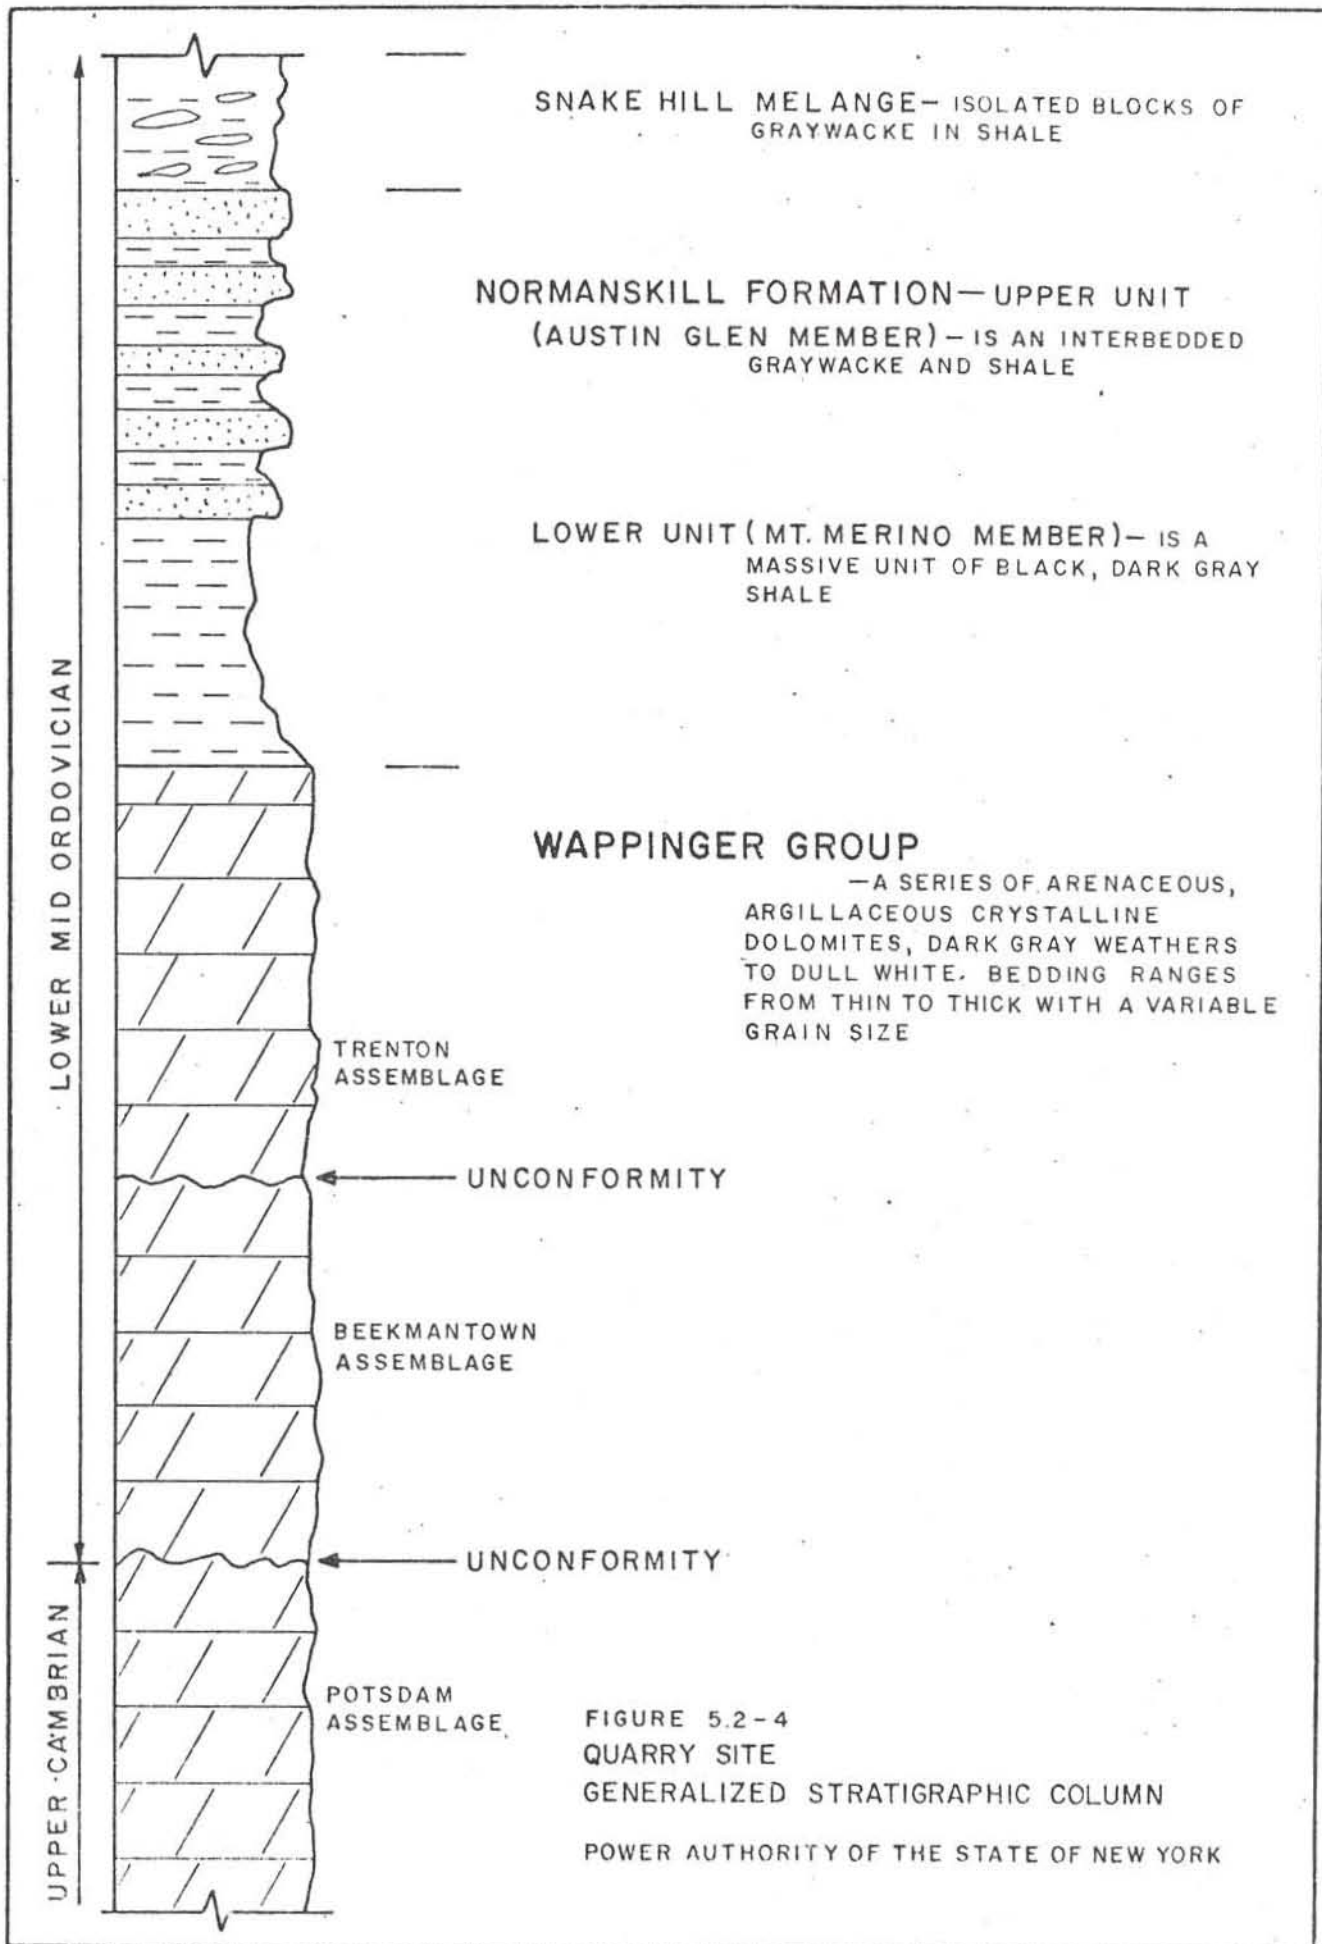 SNAKE HILL MELANGE— ISOLATED BLOCKS OF
GRAYWACKE IN SHALE
NORMANSKILL FORMATION—UPPER UNIT
(AUSTIN GLEN MEMBER)— IS AN INTERBEDDED
GRAYWACKE AND SHALE
LOWER UNIT (MT. MERINO MEMBER)— IS A
MASSIVE UNIT OF BLACK, DARK GRAY
SHALE
LOWER MID ORDOVICIAN
WAPPINGER GROUP
—A SERIES OF ARENACEOUS,
ARGILLACEOUS CRYSTALLINE
DOLOMITES, DARK GRAY WEATHERS
TO DULL WHITE. BEDDING RANGES
FROM THIN TO THICK WITH A VARIABLE
GRAIN SIZE
TRENTON
ASSEMBLAGE
UNCONFORMITY
BEEKMANTOWN
ASSEMBLAGE
UNCONFORMITY
UPPER CAMBRIAN
POTSDAM
ASSEMBLAGE
FIGURE 5.2-4
QUARRY SITE
GENERALIZED STRATIGRAPHIC COLUMN
POWER AUTHORITY OF THE STATE OF NEW YORK